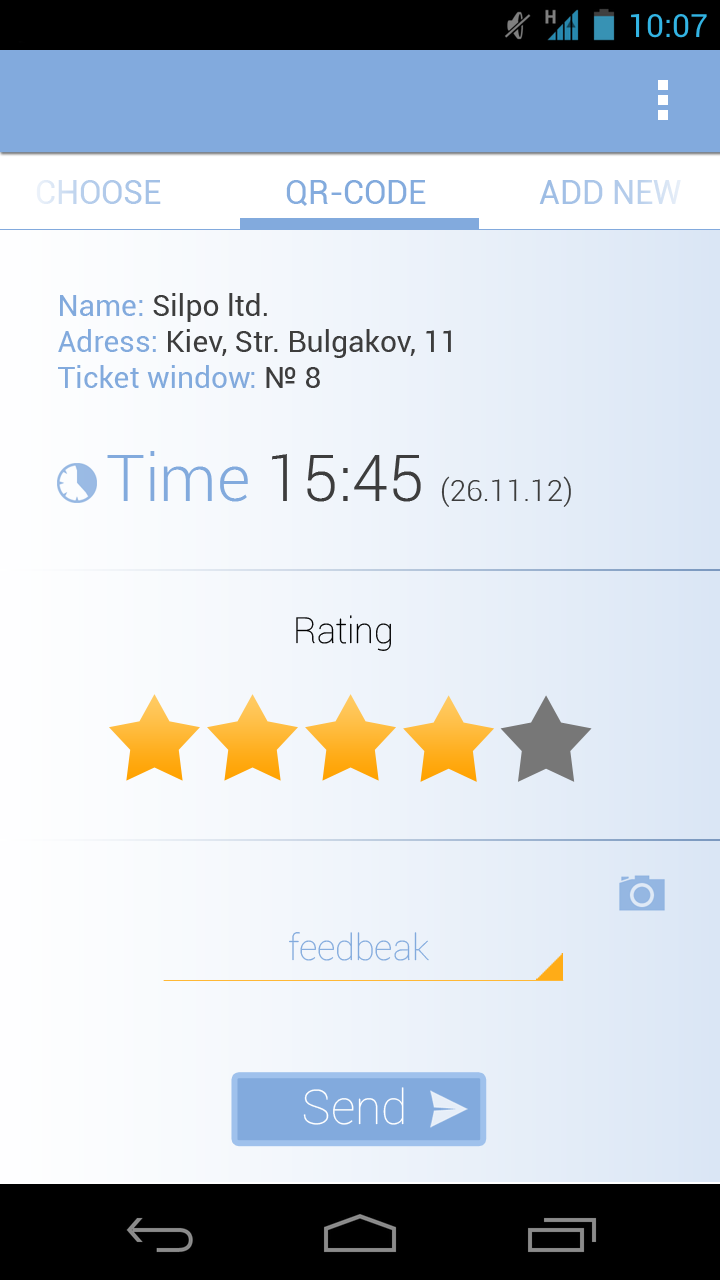 H 10:07
CHOOSE QR-CODE ADD NEW
Name: Silpo ltd.
Adress: Kiev, Str. Bulgakov, 11
Ticket window: № 8
Time 15:45 (26.11.12)
Rating
feedbeak
Send